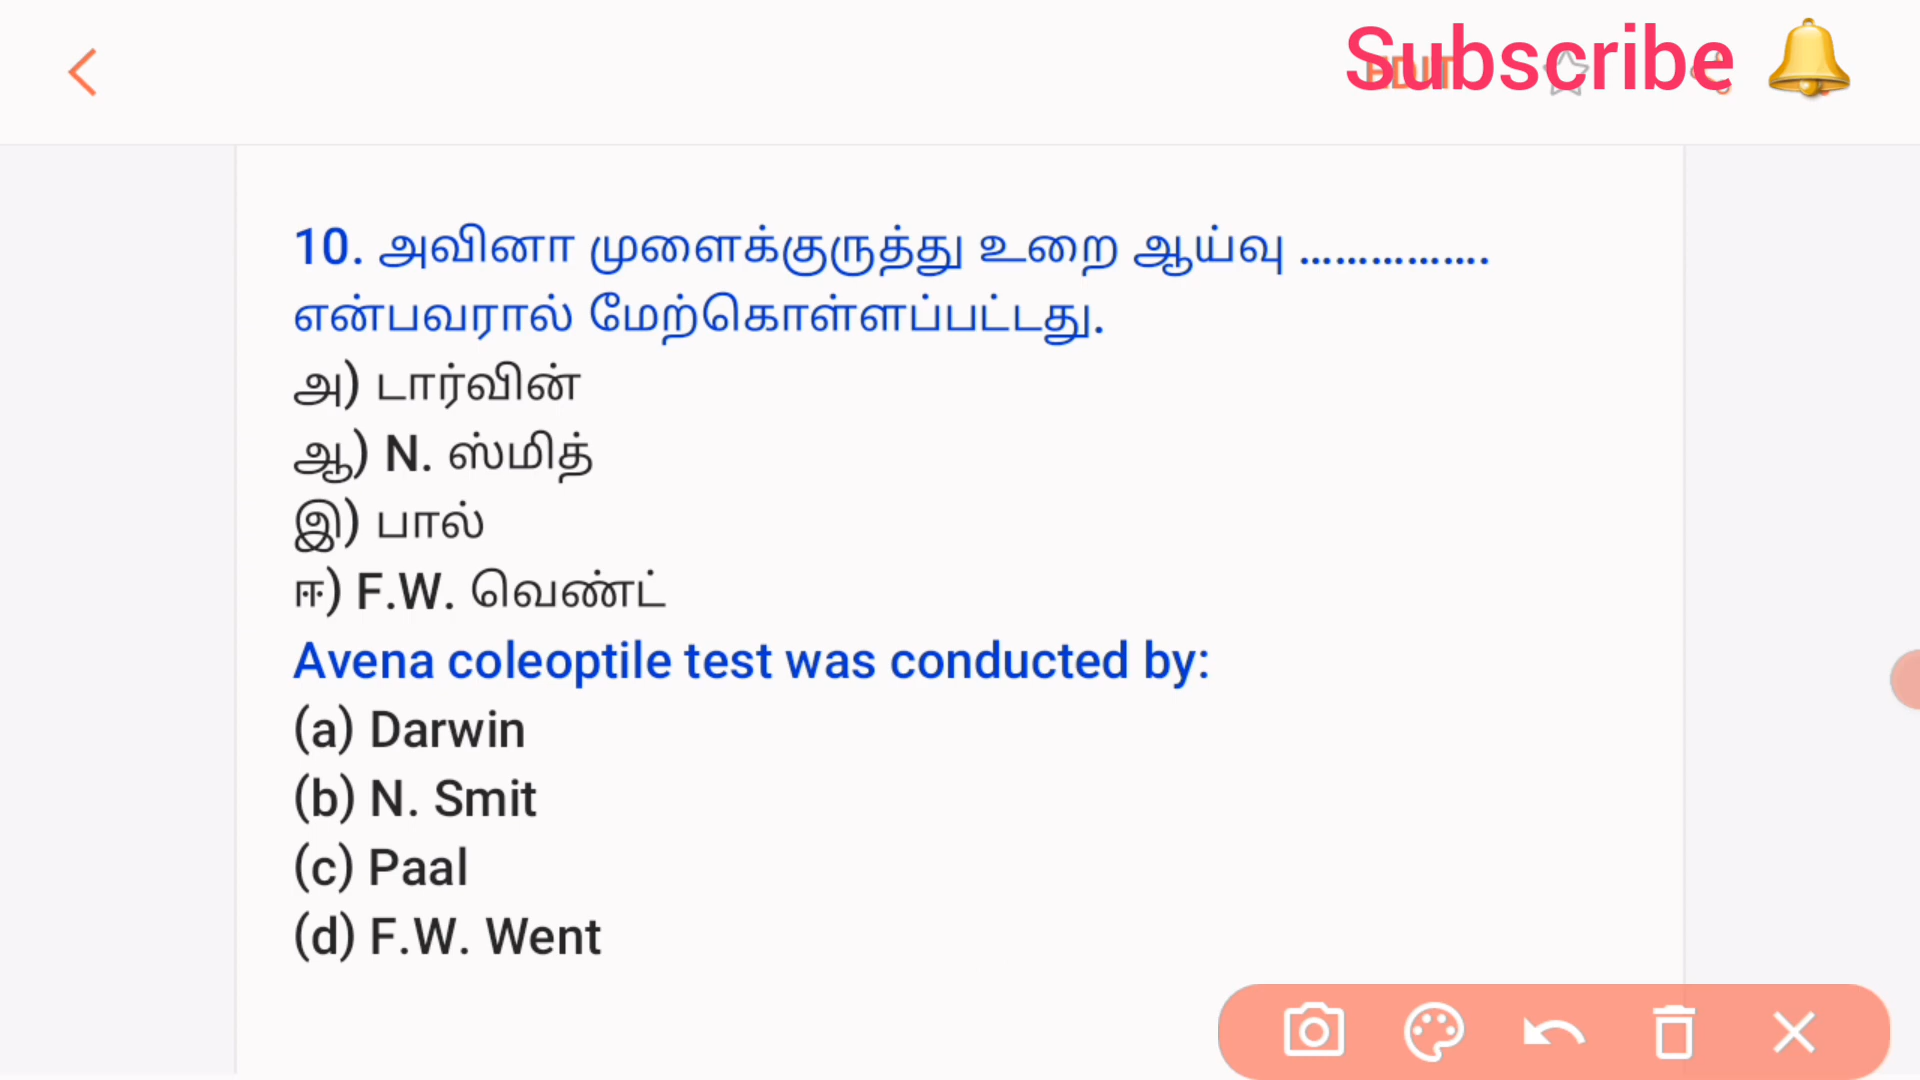 Subscribe 🔔
EDIT
10. அவினா முளைக்குருத்து உறை ஆய்வு ................
என்பவரால் மேற்கொள்ளப்பட்டது.
அ) டார்வின்
ஆ) N. ஸ்மித்
இ) பால்
ஈ) F.W. வெண்ட்
Avena coleoptile test was conducted by:
(a) Darwin
(b) N. Smit
(c) Paal
(d) F.W. Went